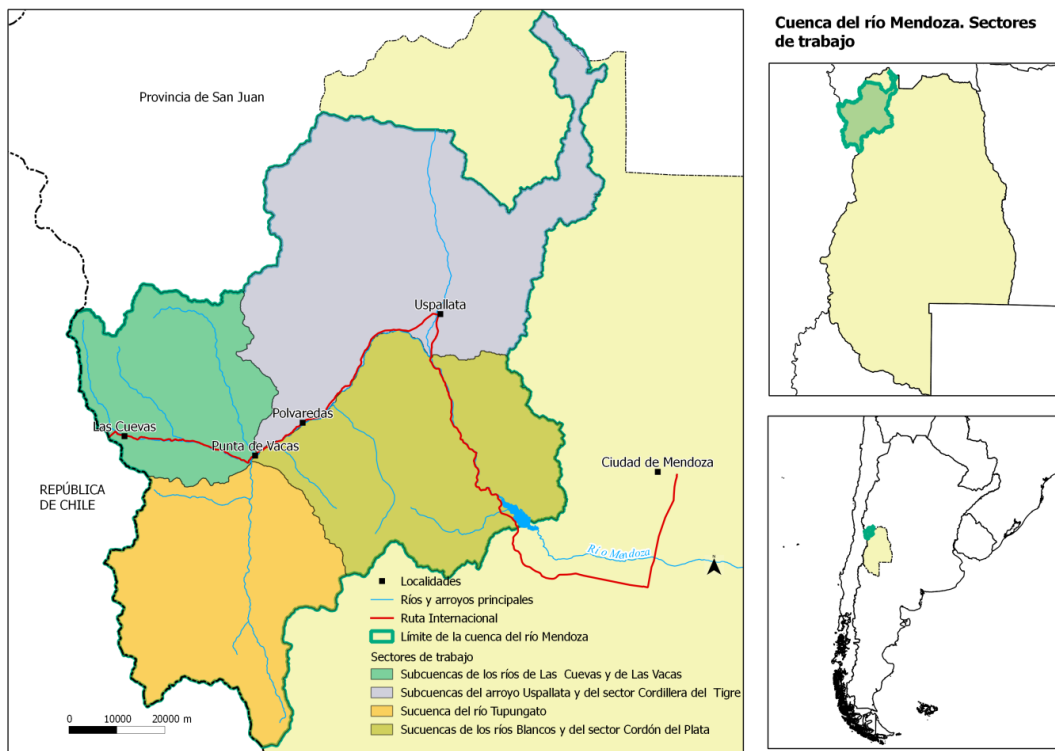 Cuenca del río Mendoza. Sectores
de trabajo
Provincia de San Juan
Uspallata
Polvaredas
Las Cuevas
Punta de Vacas
Ciudad de Mendoza
REPÚBLICA
DE CHILE
Río Mendoza
Localidades
Ríos y arroyos principales
Ruta Internacional
Límite de la cuenca del río Mendoza
Sectores de trabajo
Subcuencas de los ríos de Las Cuevas y de Las Vacas
Subcuencas del arroyo Uspallata y del sector Cordillera del Tigre
Sucuenca del río Tupungato
Sucuencas de los ríos Blancos y del sector Cordón del Plata
0 10000 20000 m